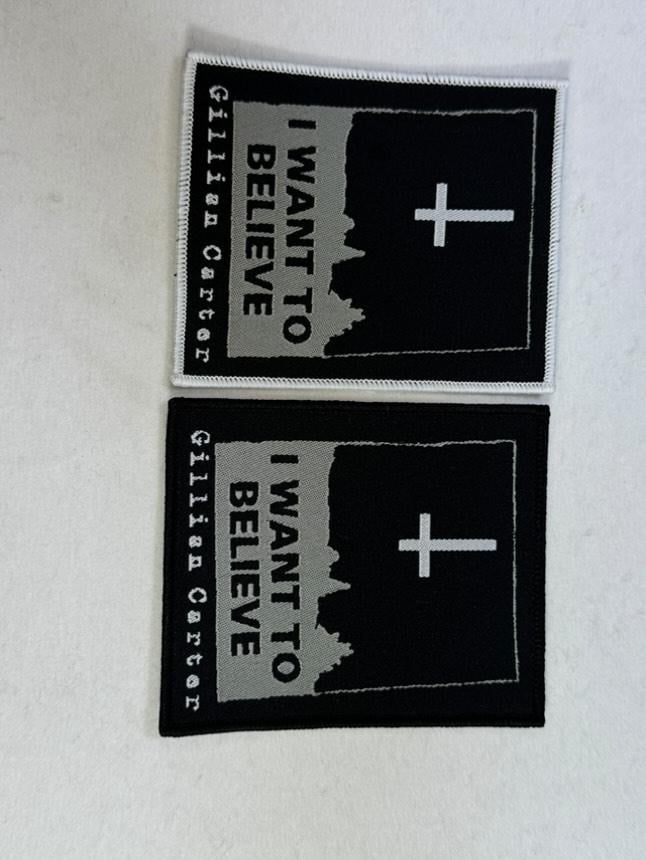 I WANT TO
BELIEVE
Gillian Carter
I WANT TO
BELIEVE
Gillian Carter